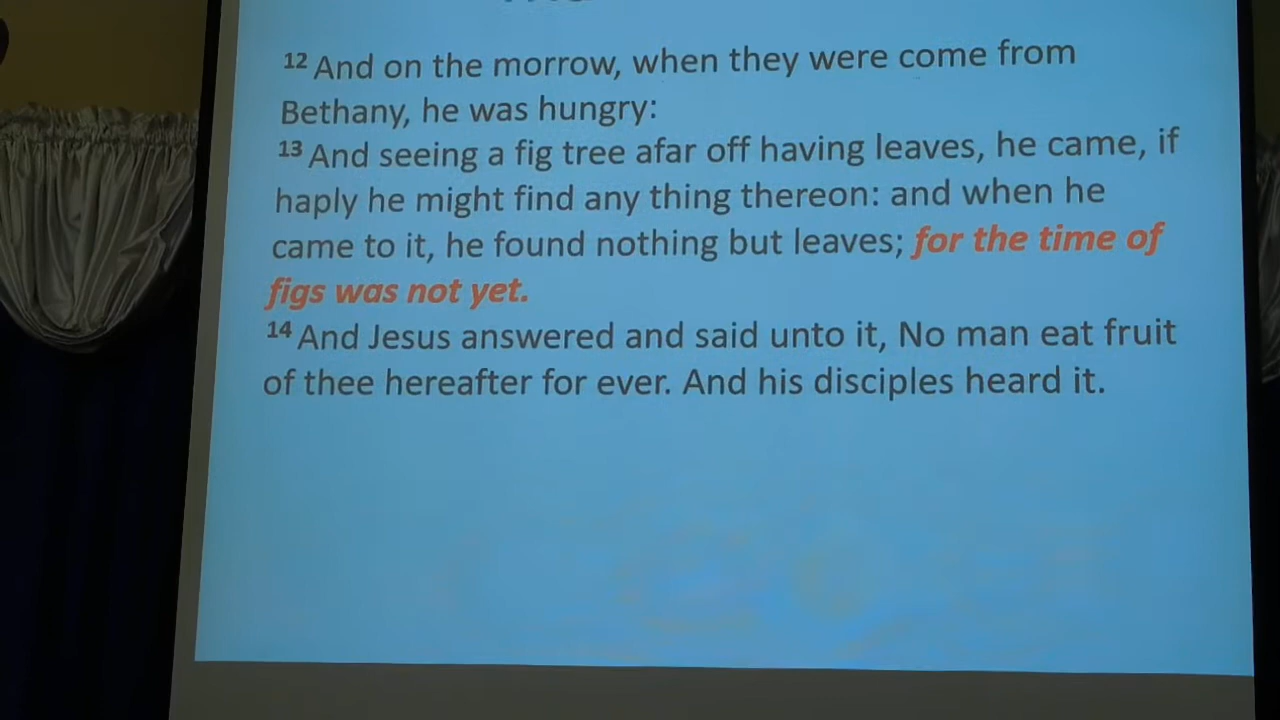 12 And on the morrow, when they were come from
Bethany, he was hungry:
13 And seeing a fig tree afar off having leaves, he came, if
haply he might find any thing thereon: and when he
came to it, he found nothing but leaves; for the time of
figs was not yet.
14 And Jesus answered and said unto it, No man eat fruit
of thee hereafter for ever. And his disciples heard it.